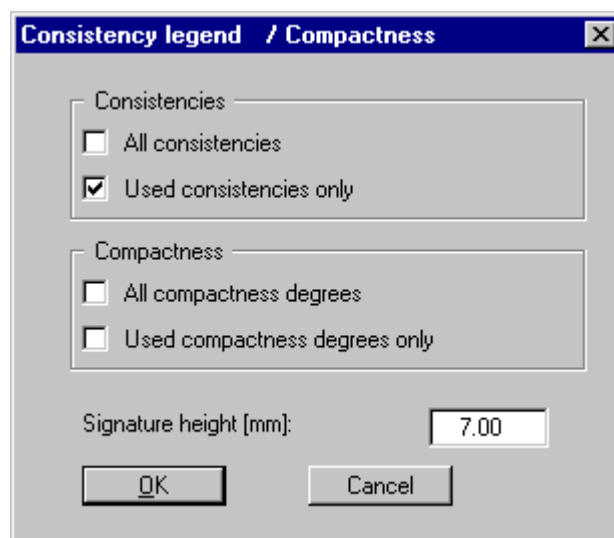 Consistency legend / Compactness
Consistencies
All consistencies
Used consistencies only
Compactness
All compactness degrees
Used compactness degrees only
Signature height [mm]: 7.00
OK Cancel